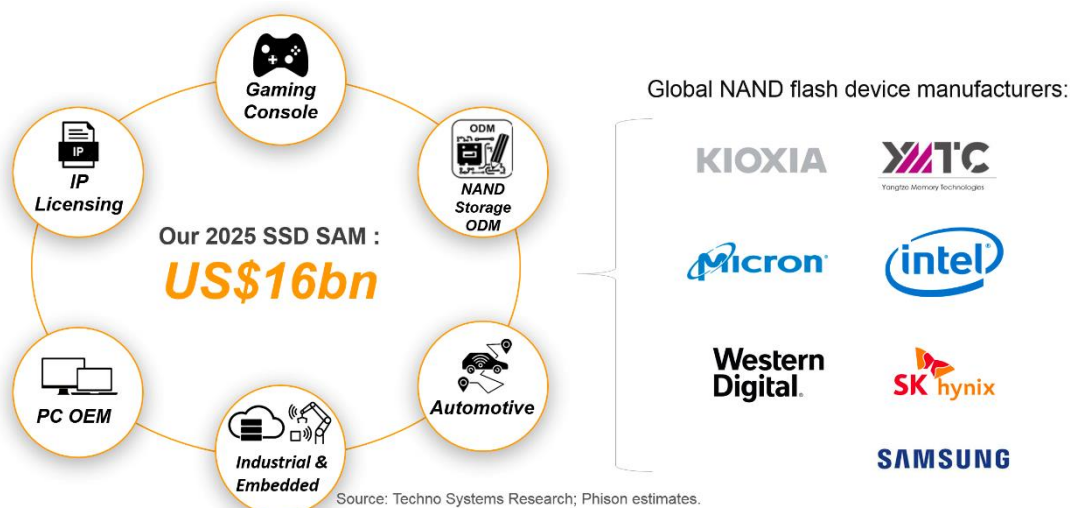 Gaming
Console
IP
IP
Licensing
ODM
NAND
Storage
ODM
Our 2025 SSD SAM :
US$16bn
PC OEM
Automotive
Industrial &
Embedded
Source: Techno Systems Research; Phison estimates.
Global NAND flash device manufacturers:
KIOXIA
YMTC
Yangtze Memory Technologies
Micron
intel
Western
Digital.
SK hynix
SAMSUNG